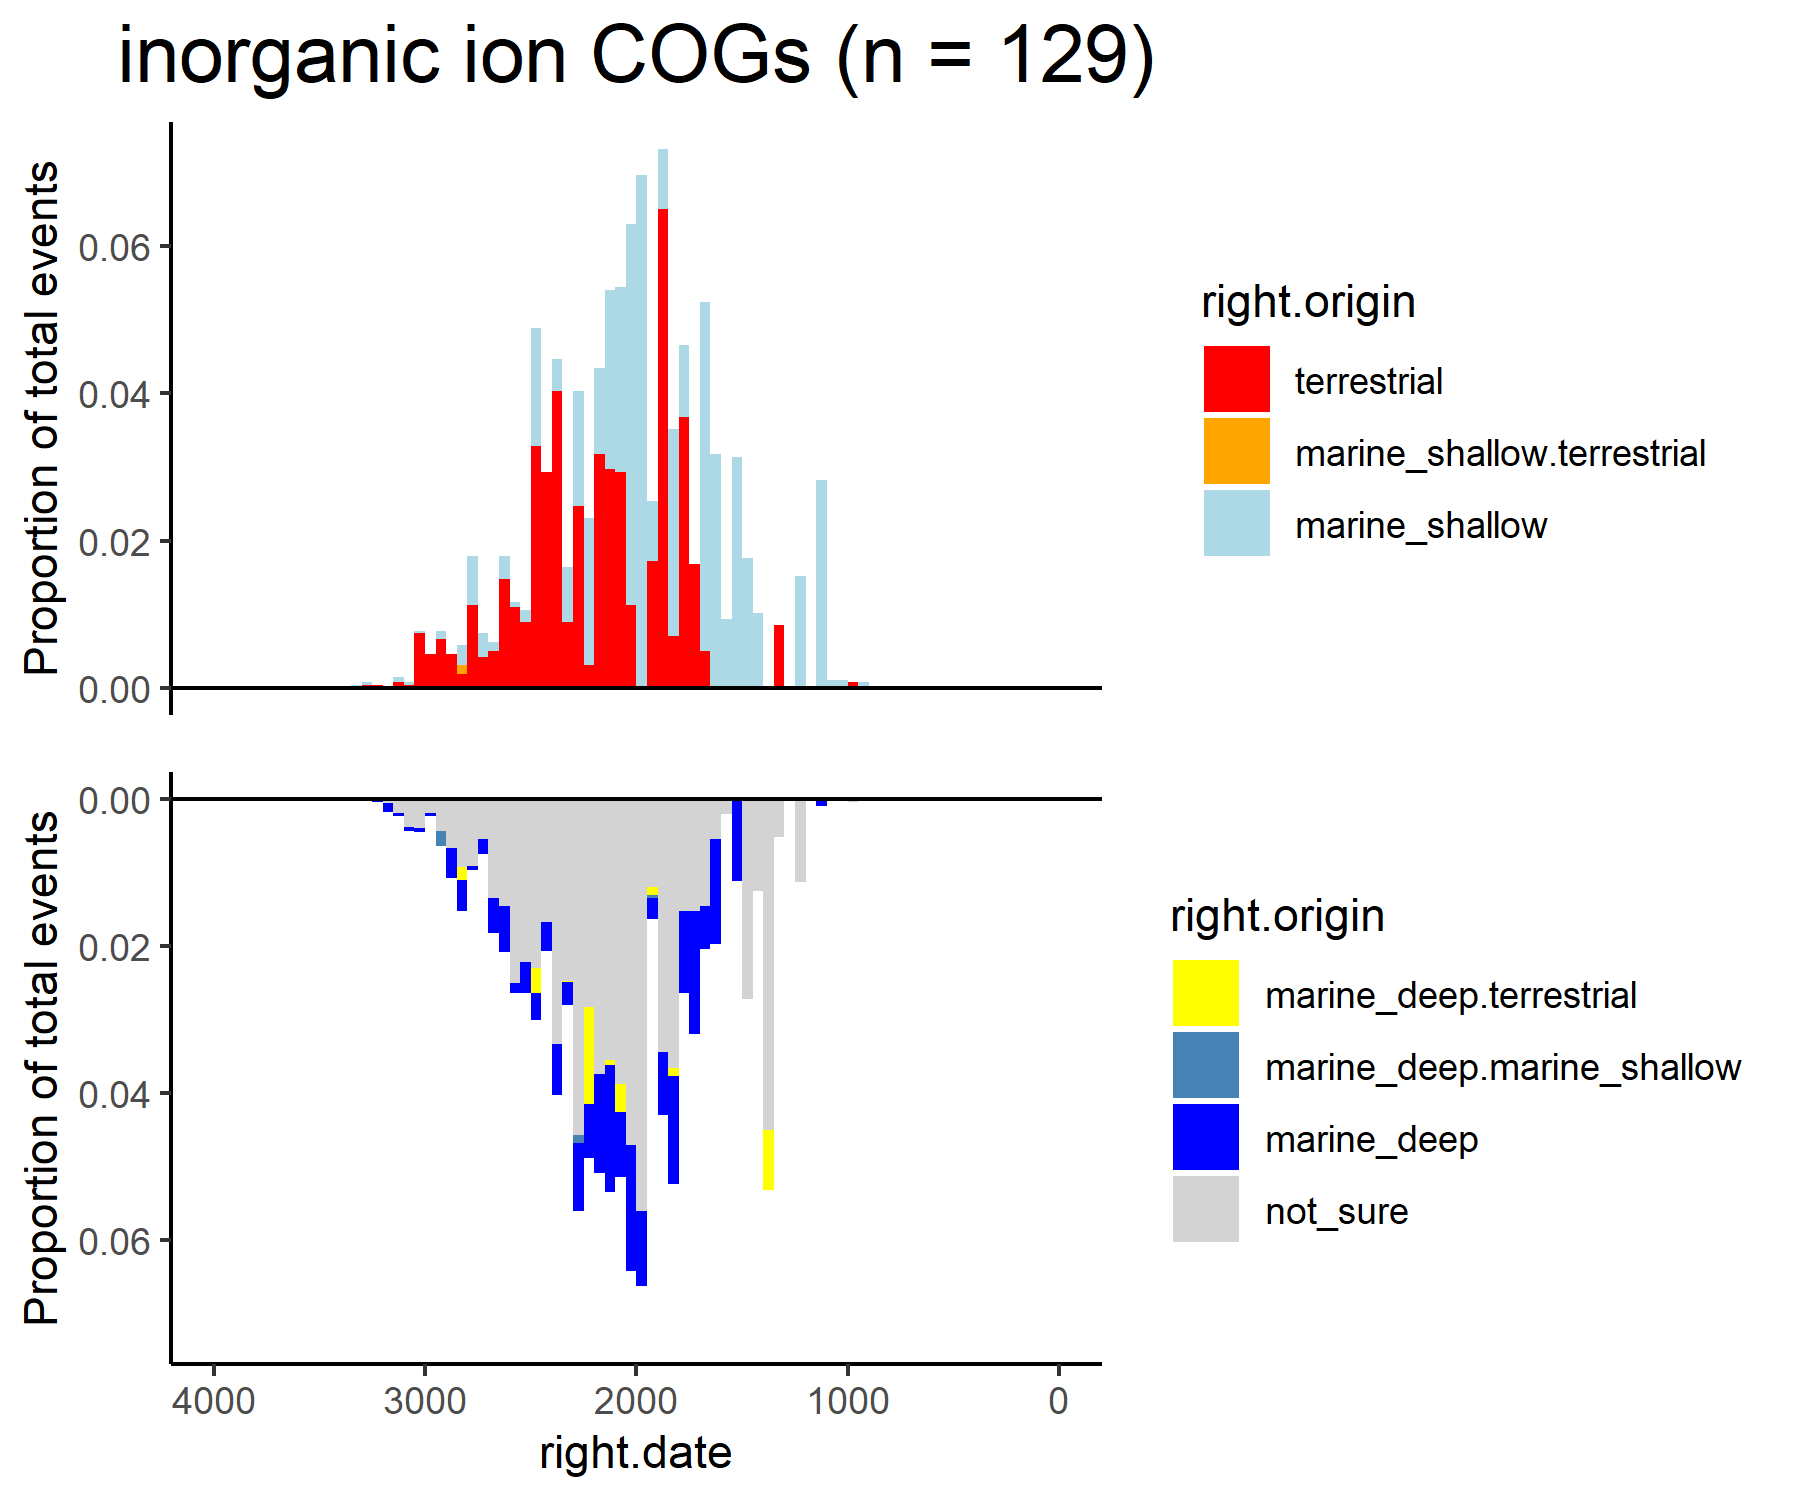 inorganic ion COGs (n = 129)
Proportion of total events
0.06
0.04
0.02
0.00
right.origin
terrestrial
marine_shallow.terrestrial
marine_shallow
Proportion of total events
0.00
0.02
0.04
0.06
4000 3000 2000 1000 0
right.date
right.origin
marine_deep.terrestrial
marine_deep.marine_shallow
marine_deep
not_sure